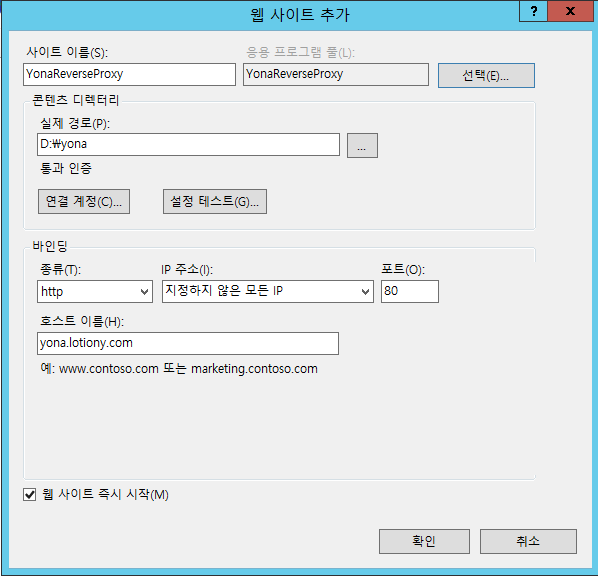 웹 사이트 추가
?
x
사이트 이름(S):
응용 프로그램 풀(L):
YonaReverseProxy
YonaReverseProxy
선택(E)...
콘텐츠 디렉터리
실제 경로(P):
D:₩yona
...
통과 인증
연결 계정(C)...
설정 테스트(G)...
바인딩
종류(T):
IP 주소(I):
포트(O):
http
지정하지 않은 모든 IP
80
호스트 이름(H):
yona.lotiony.com
예: www.contoso.com 또는 marketing.contoso.com
웹 사이트 즉시 시작(M)
확인
취소